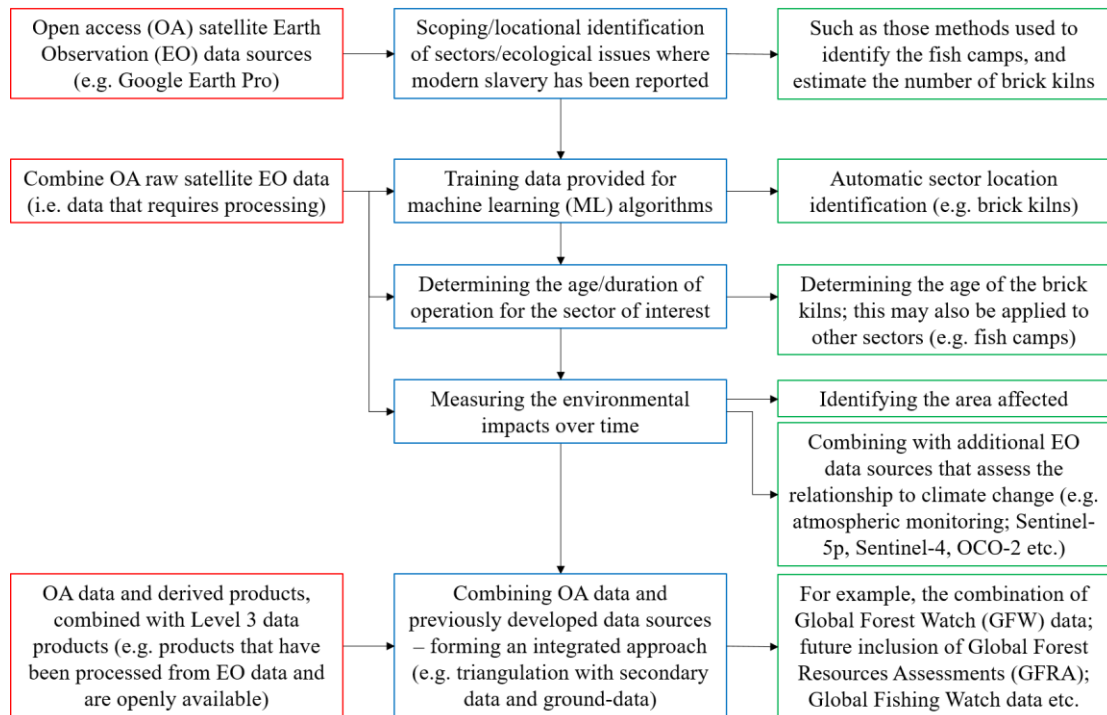 Open access (OA) satellite Earth
Observation (EO) data sources
(e.g. Google Earth Pro)
Scoping/locational identification
of sectors/ecological issues where
modern slavery has been reported
Such as those methods used to
identify the fish camps, and
estimate the number of brick kilns
Combine OA raw satellite EO data
(i.e. data that requires processing)
Training data provided for
machine learning (ML) algorithms
Automatic sector location
identification (e.g. brick kilns)
Determining the age/duration of
operation for the sector of interest
Determining the age of the brick
kilns; this may also be applied to
other sectors (e.g. fish camps)
Measuring the environmental
impacts over time
Identifying the area affected
Combining with additional EO
data sources that assess the
relationship to climate change (e.g.
atmospheric monitoring; Sentinel-
5p, Sentinel-4, OCO-2 etc.)
OA data and derived products,
combined with Level 3 data
products (e.g. products that have
been processed from EO data and
are openly available)
Combining OA data and
previously developed data sources
– forming an integrated approach
(e.g. triangulation with secondary
data and ground-data)
For example, the combination of
Global Forest Watch (GFW) data;
future inclusion of Global Forest
Resources Assessments (GFRA);
Global Fishing Watch data etc.